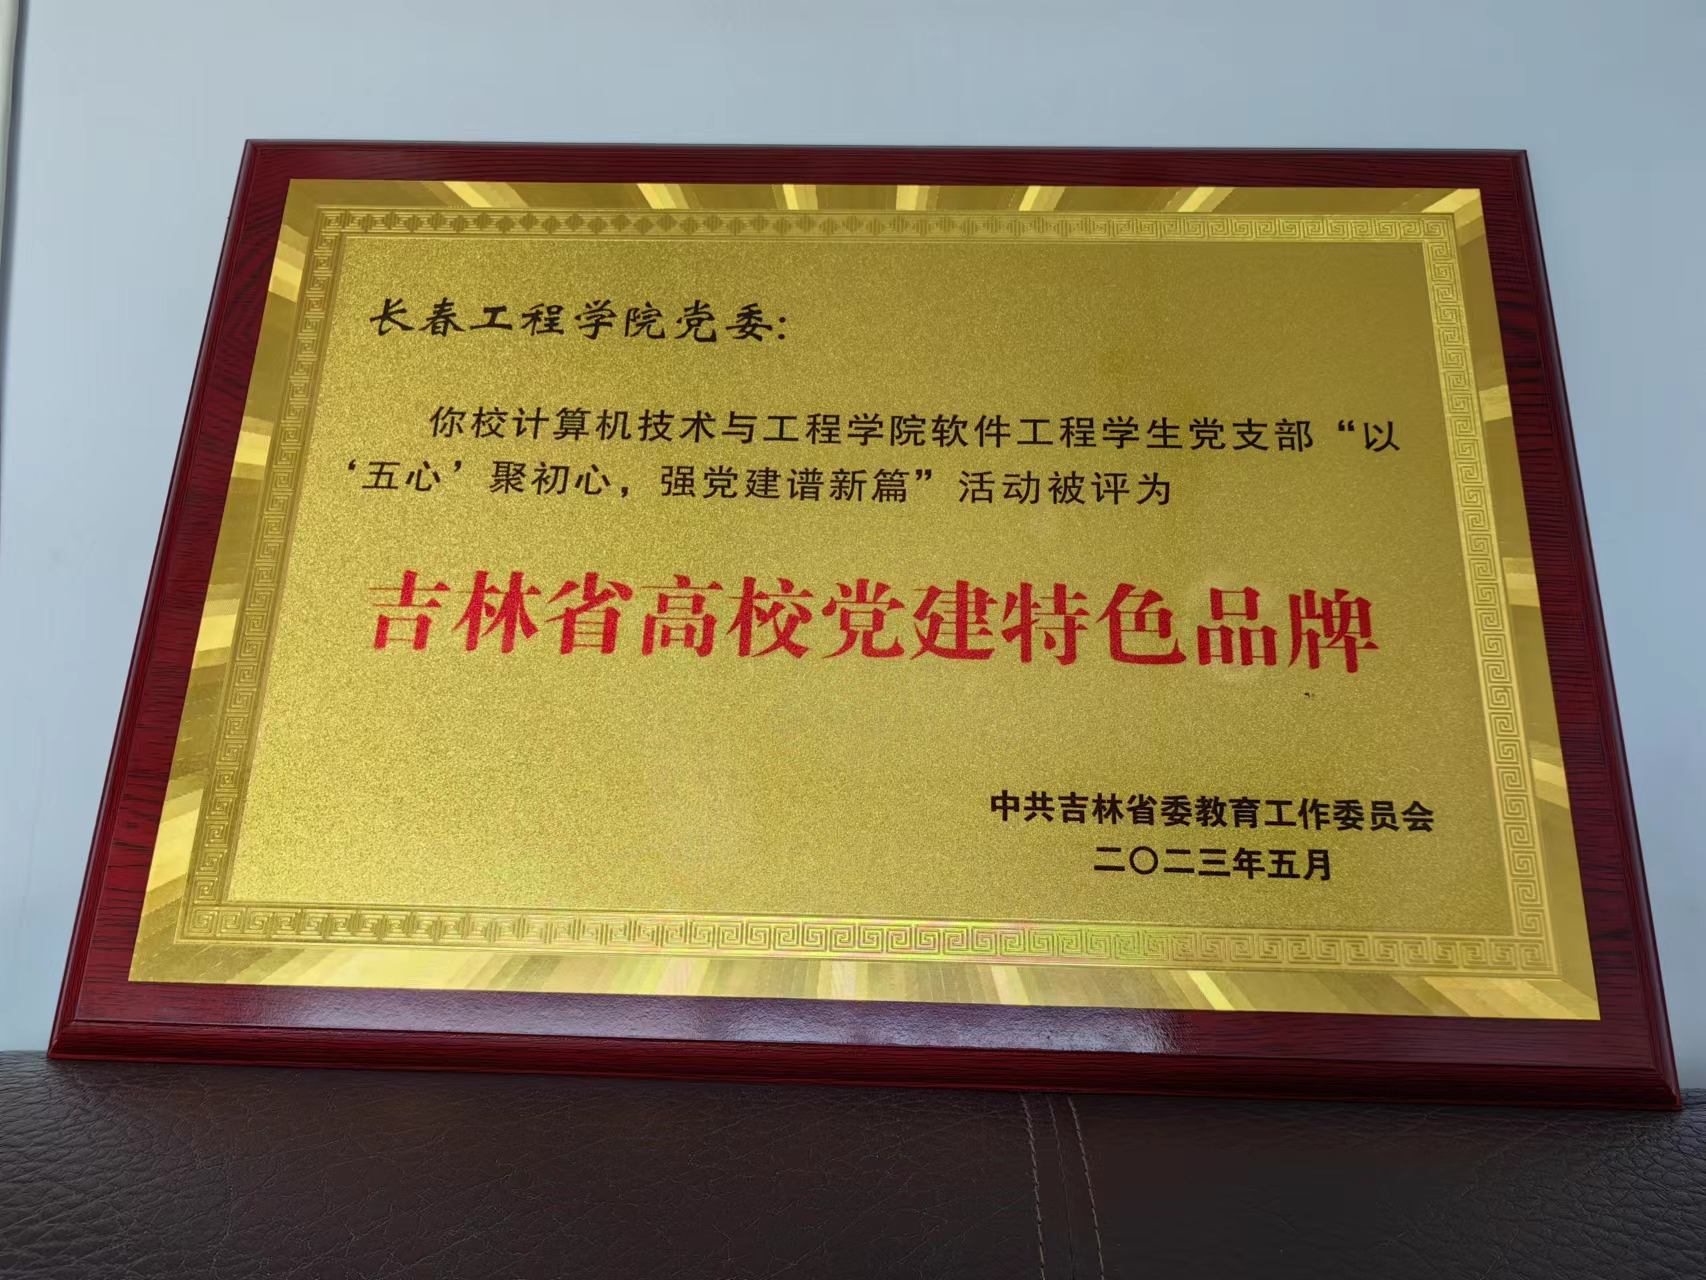 长春工程学院党委：
你校计算机技术与工程学院软件工程学生党支部“以
‘五心’聚初心，强党建谱新篇”活动被评为
吉林省高校党建特色品牌
中共吉林省委教育工作委员会
二〇二三年五月